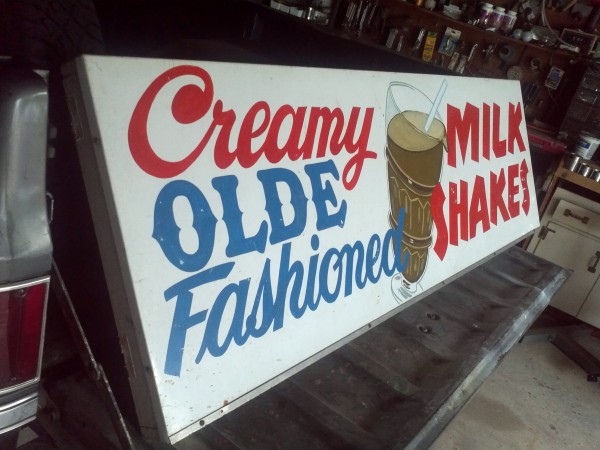 Creamy
OLDE
Fashioned
MILK
SHAKES